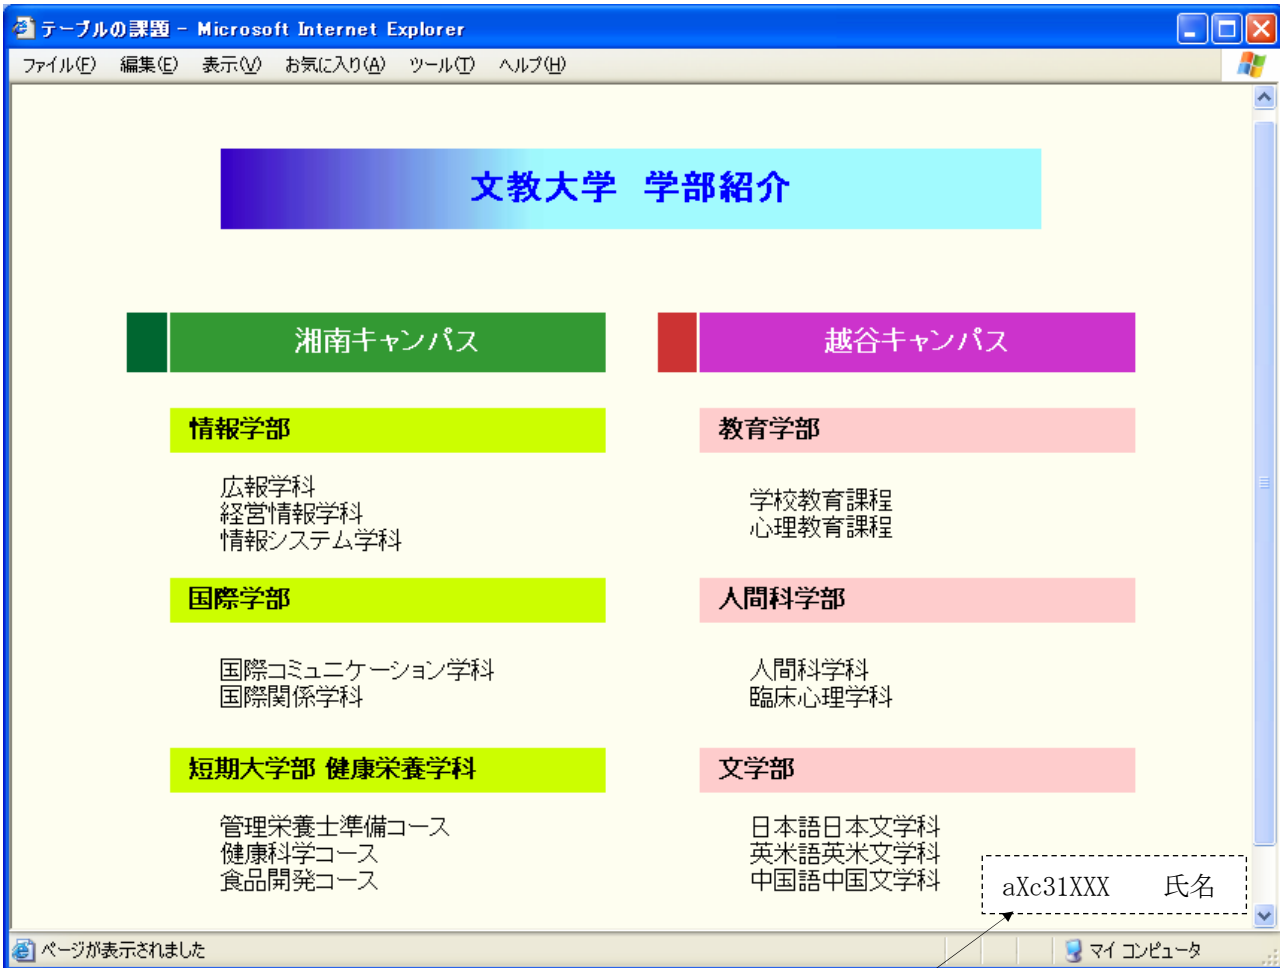 テーブルの課題 - Microsoft Internet Explorer
ファイル(F) 編集(E) 表示(V) お気に入り(A) ツール(T) ヘルプ(H)
文教大学 学部紹介
湘南キャンパス
情報学部
広報学科
経営情報学科
情報システム学科
国際学部
国際コミュニケーション学科
国際関係学科
短期大学部 健康栄養学科
管理栄養士準備コース
健康科学コース
食品開発コース
越谷キャンパス
教育学部
学校教育課程
心理教育課程
人間科学部
人間科学科
臨床心理学科
文学部
日本語日本文学科
英米語英米文学科
中国語中国文学科
aXc31XXX 氏名
ページが表示されました
マイ コンピュータ